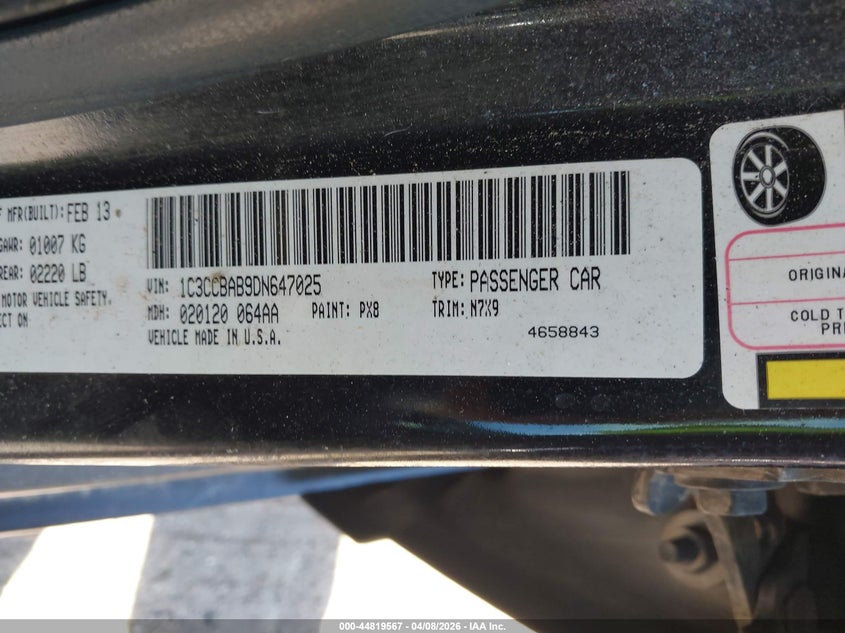 F MFR(BUILT): FEB 13
GAWR: 01007 KG
REAR: 02220 LB
MOTOR VEHICLE SAFETY.
ECT ON
VIN: 1C3CCBAB9DN647025
TYPE: PASSENGER CAR
MDH: 020120 064AA
PAINT: PX8
TRIM: N7X9
VEHICLE MADE IN U.S.A.
4658843
ORIGINA
COLD T
PRE
000-44819567 - 04/08/2026 - IAA Inc.